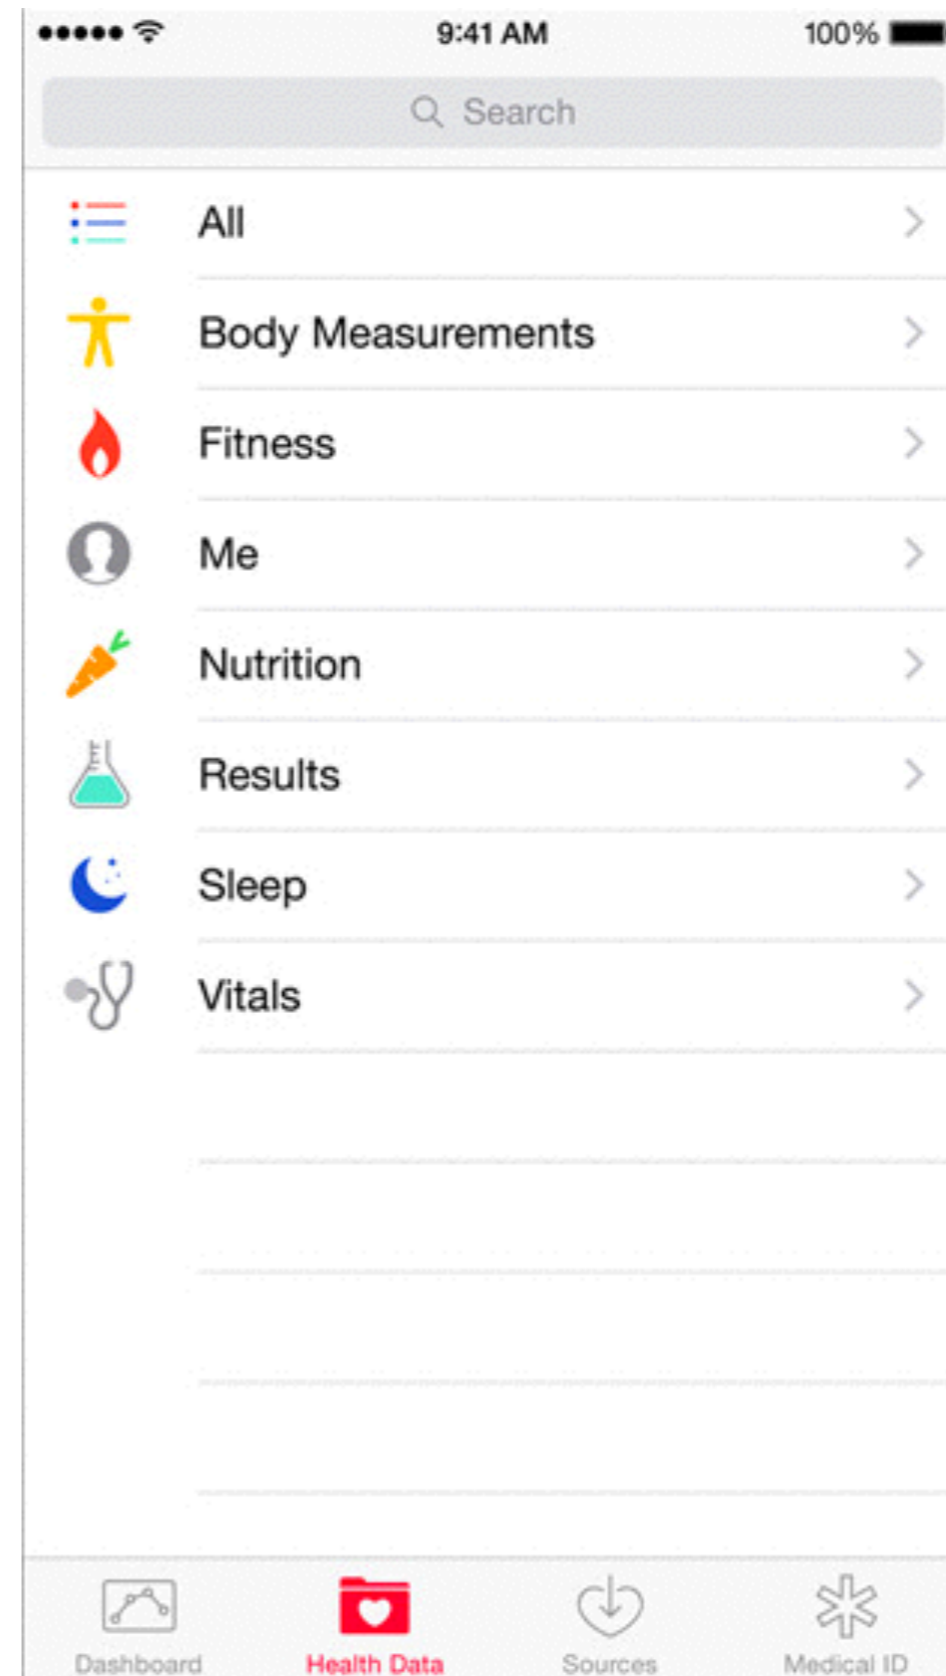 9:41 AM 100%
Search
All
Body Measurements
Fitness
Me
Nutrition
Results
Sleep
Vitals
Dashboard Health Data Sources Medical ID